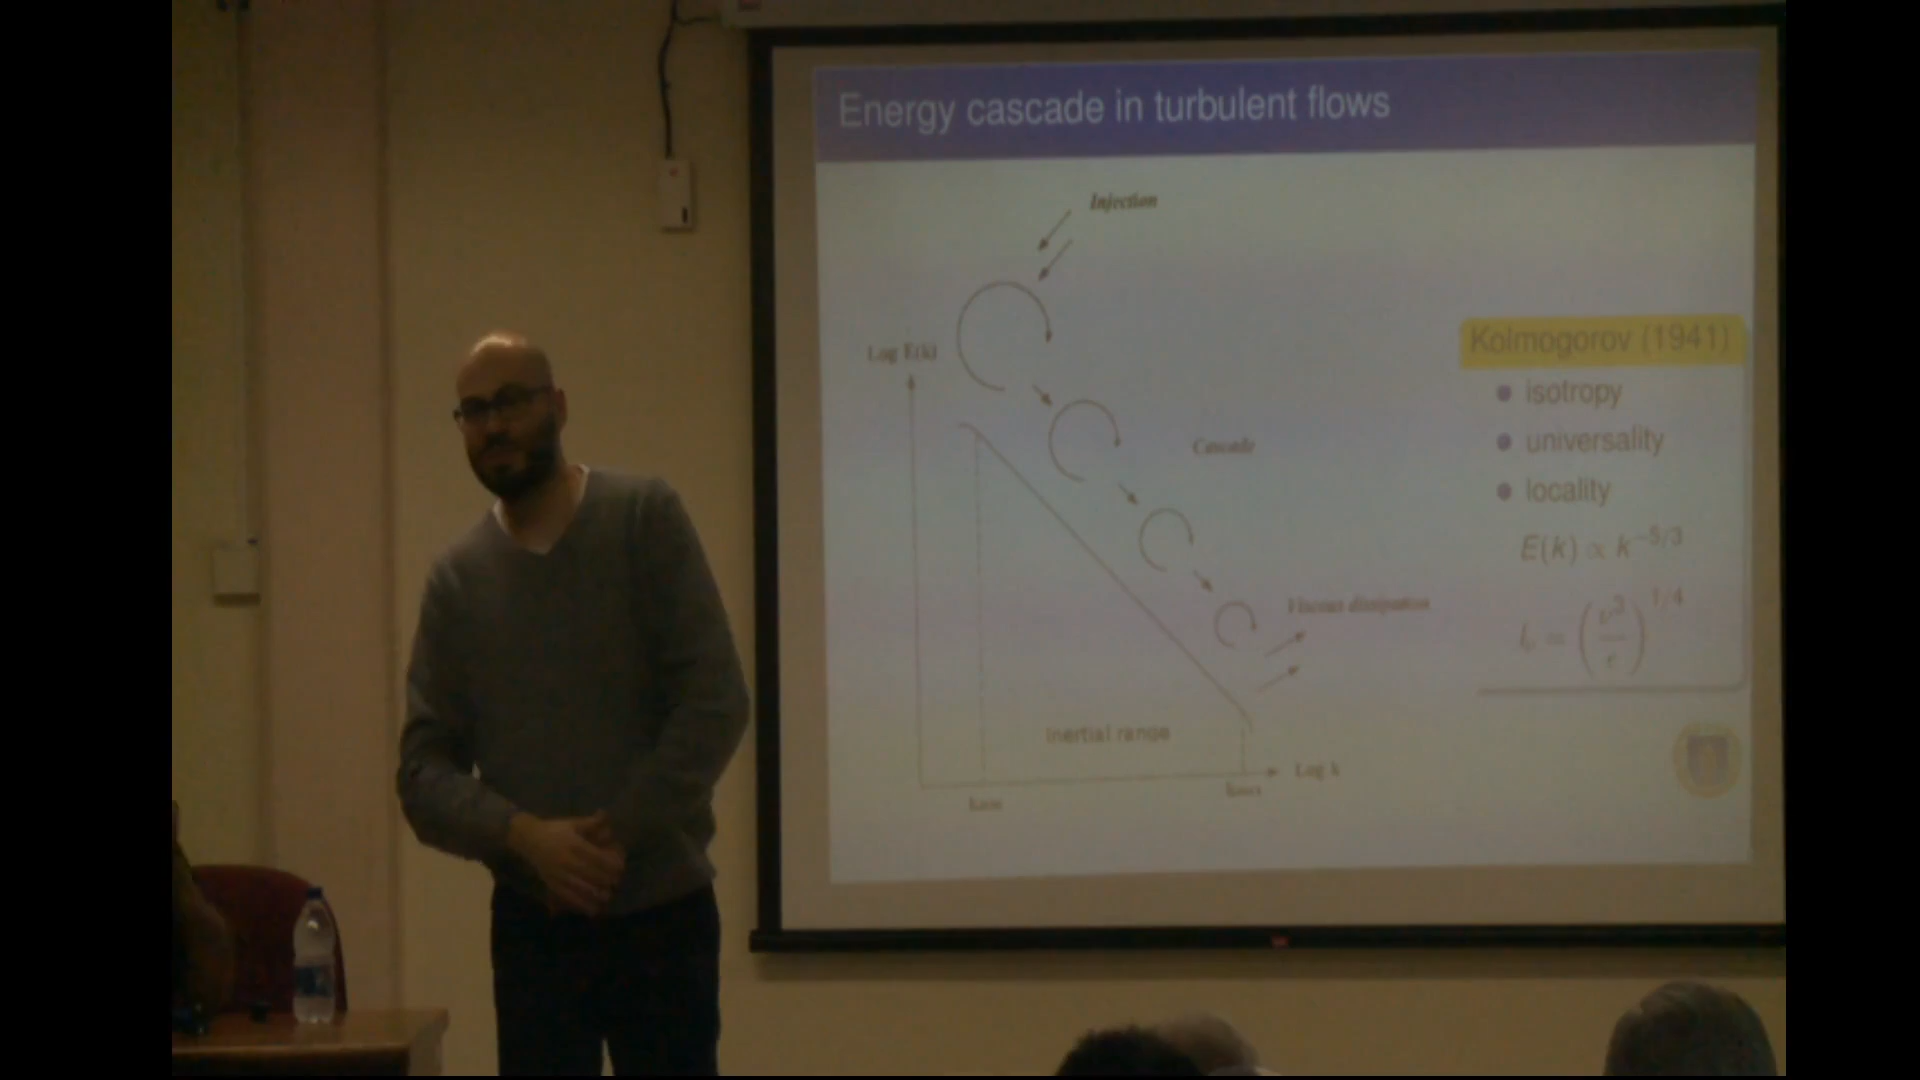 Energy cascade in turbulent flows
Injection
Log E(k)
Cascade
Viscous dissipation
Inertial range
Log k
Kolmogorov (1941)
isotropy
universality
locality
E(k) ∝ k^{-5/3}